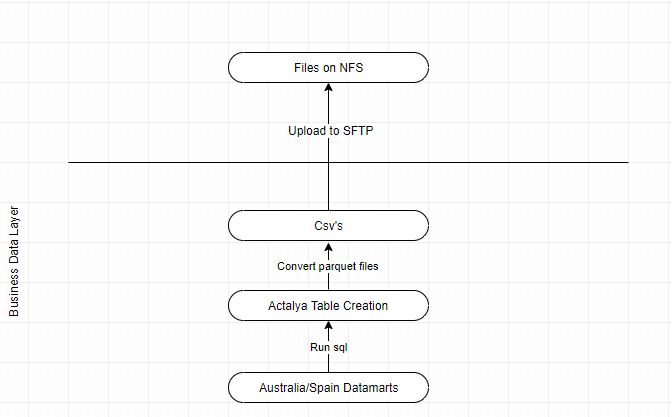 Files on NFS
Upload to SFTP
Csv's
Business Data Layer
Convert parquet files
Actalya Table Creation
Run sql
Australia/Spain Datamarts